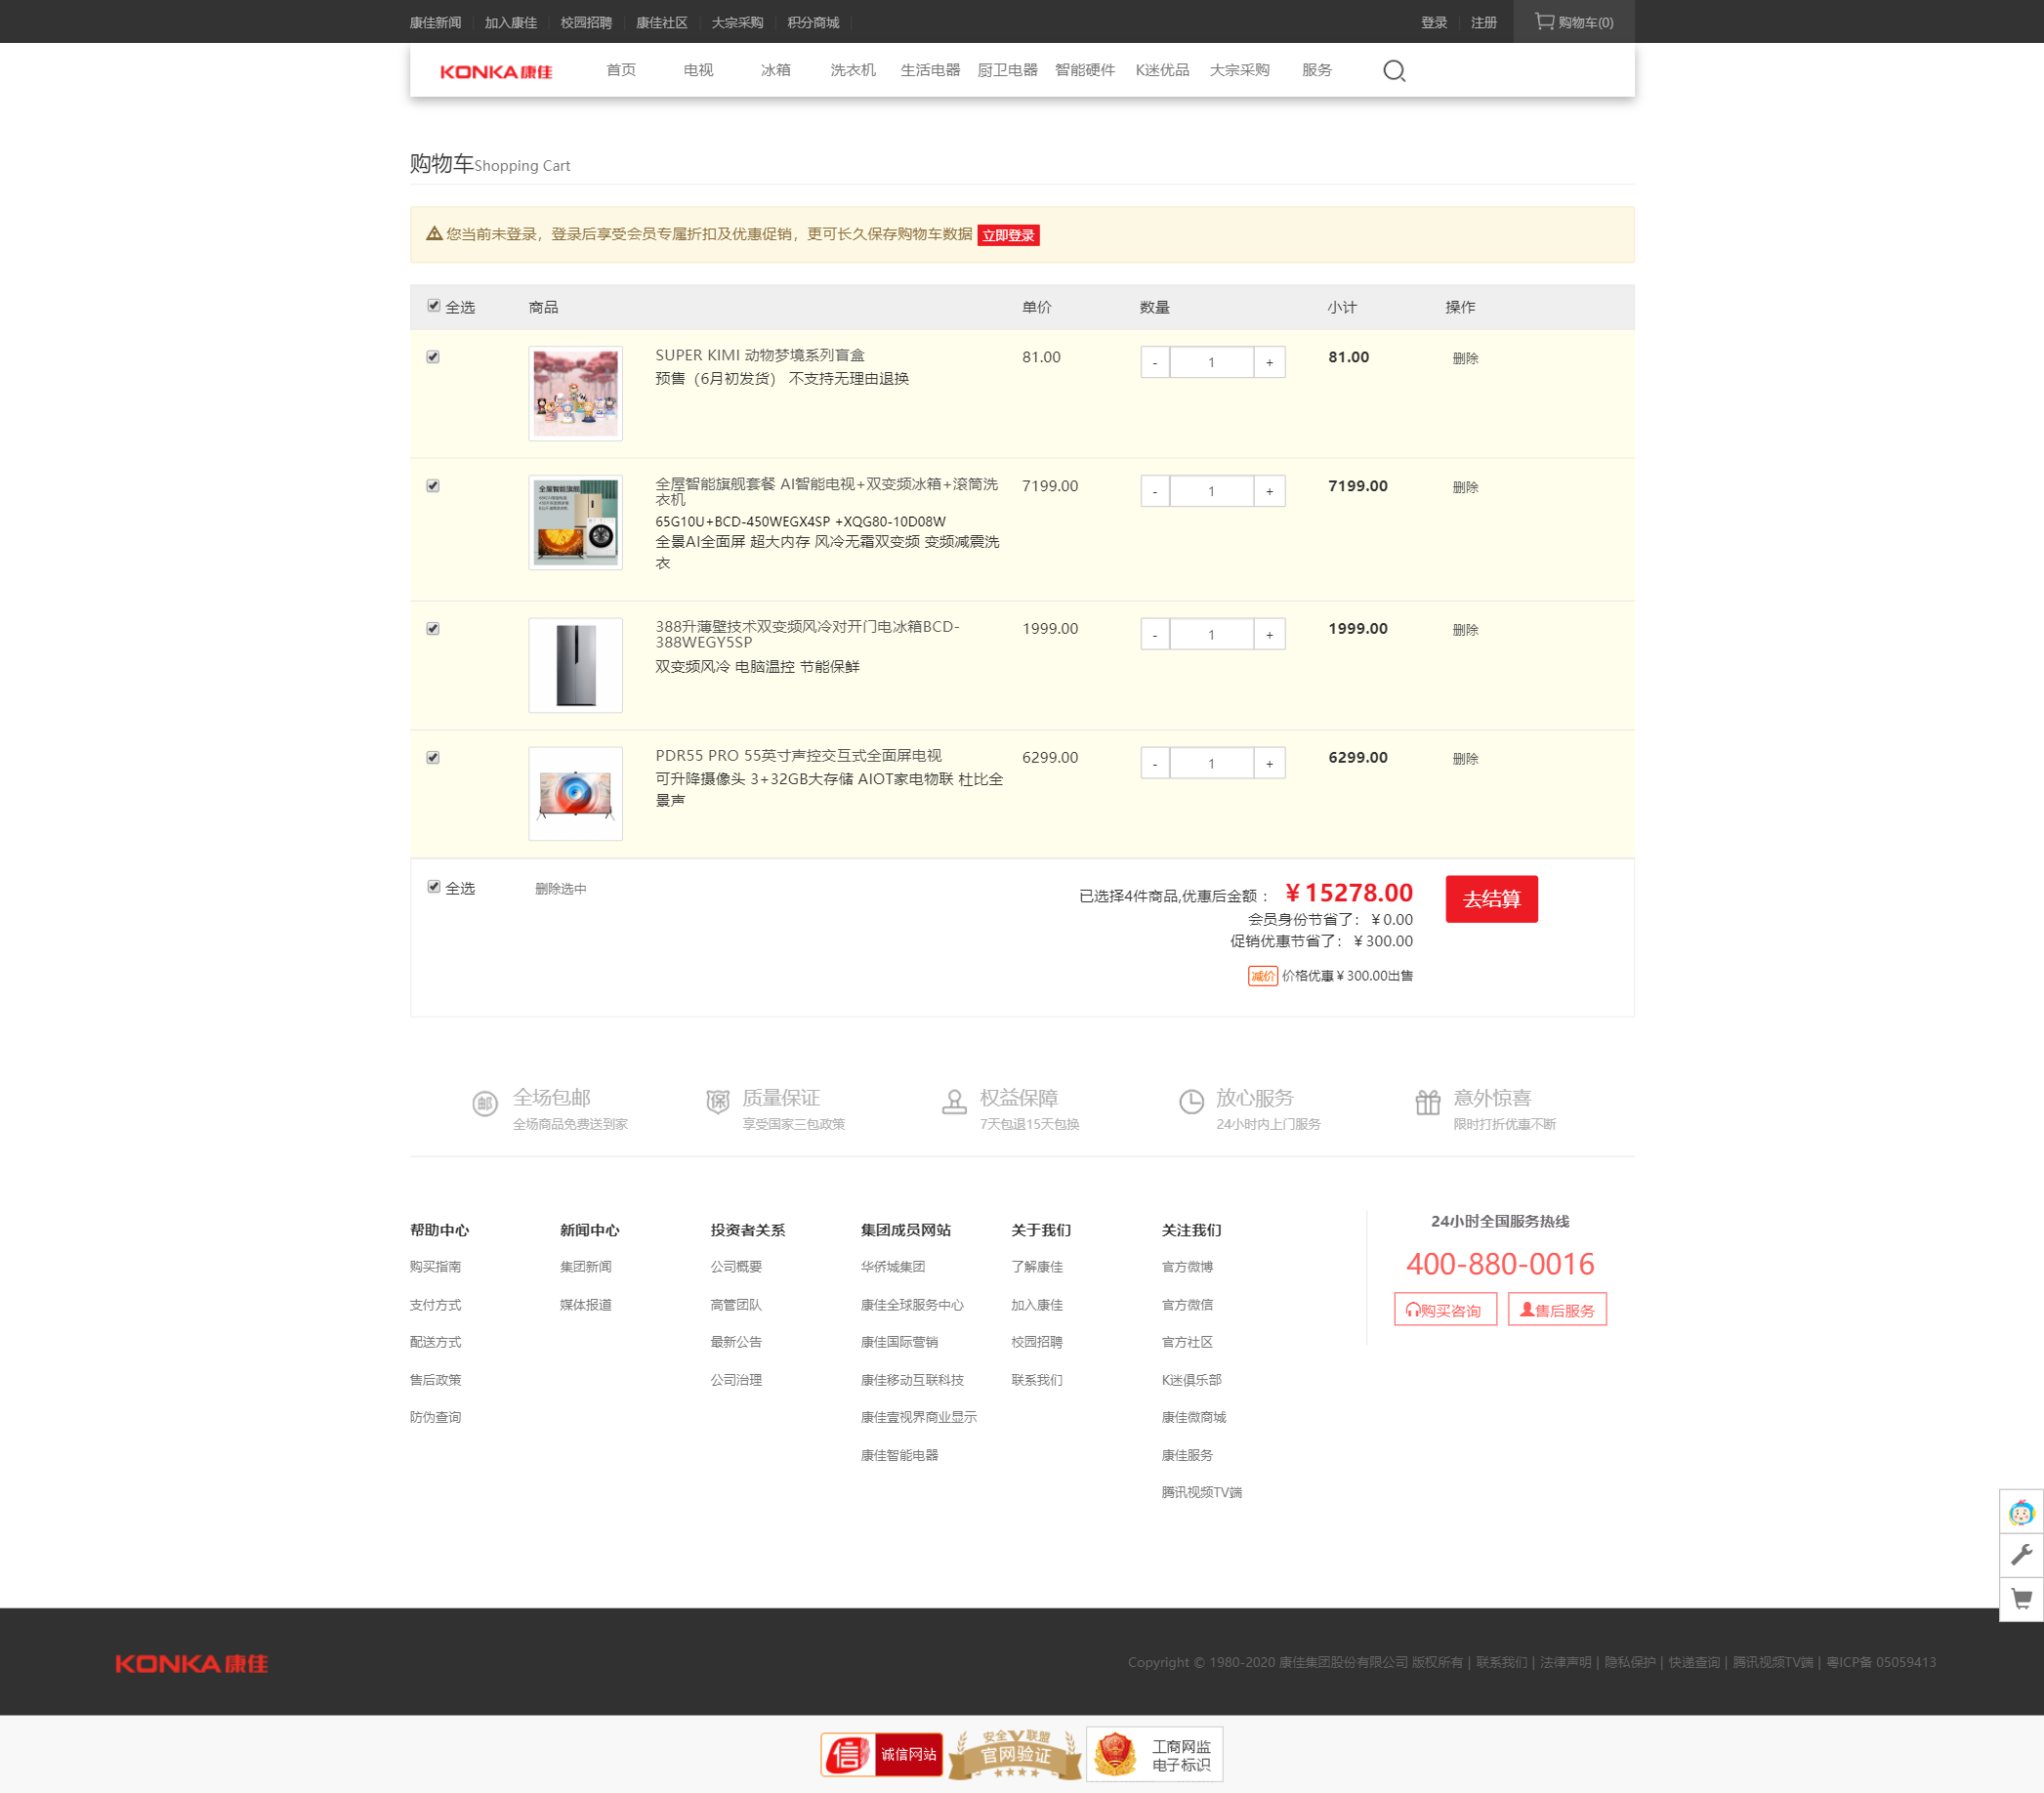 康佳新闻 加入康佳 校园招聘 康佳社区 大宗采购 积分商城 登录 注册 购物车(0)
KONKA康佳 首页 电视 冰箱 洗衣机 生活电器 厨卫电器 智能硬件 K迷优品 大宗采购 服务
购物车Shopping Cart
您当前未登录，登录后享受会员专属折扣及优惠促销，更可长久保存购物车数据 立即登录
全选 商品 单价 数量 小计 操作
SUPER KIMI 动物梦境系列盲盒 81.00 - 1 + 81.00 删除
预售（6月初发货） 不支持无理由退换
全屋智能旗舰
全屋智能旗舰套餐 AI智能电视+双变频冰箱+滚筒洗 7199.00 - 1 + 7199.00 删除
衣机
65G10U+BCD-450WEGX4SP +XQG80-10D08W
全景AI全面屏 超大内存 风冷无霜双变频 变频减震洗
衣
388升薄壁技术双变频风冷对开门电冰箱BCD- 1999.00 - 1 + 1999.00 删除
388WEGY5SP
双变频风冷 电脑温控 节能保鲜
PDR55 PRO 55英寸声控交互式全面屏电视 6299.00 - 1 + 6299.00 删除
可升降摄像头 3+32GB大存储 AIOT家电物联 杜比全
景声
全选 删除选中 已选择4件商品,优惠后金额： ￥15278.00 去结算
会员身份节省了：￥0.00
促销优惠节省了：￥300.00
减价 价格优惠￥300.00出售
邮 全场包邮 保 质量保证 权益保障 放心服务 意外惊喜
全场商品免费送到家 享受国家三包政策 7天包退15天包换 24小时内上门服务 限时打折优惠不断
帮助中心 新闻中心 投资者关系 集团成员网站 关于我们 关注我们 24小时全国服务热线
购买指南 集团新闻 公司概要 华侨城集团 了解康佳 官方微博 400-880-0016
支付方式 媒体报道 高管团队 康佳全球服务中心 加入康佳 官方微信 购买咨询 售后服务
配送方式 最新公告 康佳国际营销 校园招聘 官方社区
售后政策 公司治理 康佳移动互联科技 联系我们 K迷俱乐部
防伪查询 康佳壹视界商业显示 康佳微商城
康佳智能电器 康佳服务
腾讯视频TV端
KONKA康佳 Copyright © 1980-2020 康佳集团股份有限公司 版权所有 | 联系我们 | 法律声明 | 隐私保护 | 快递查询 | 腾讯视频TV端 | 粤ICP备 05059413
信 诚信网站 安全联盟 官网验证 工商网监
电子标识